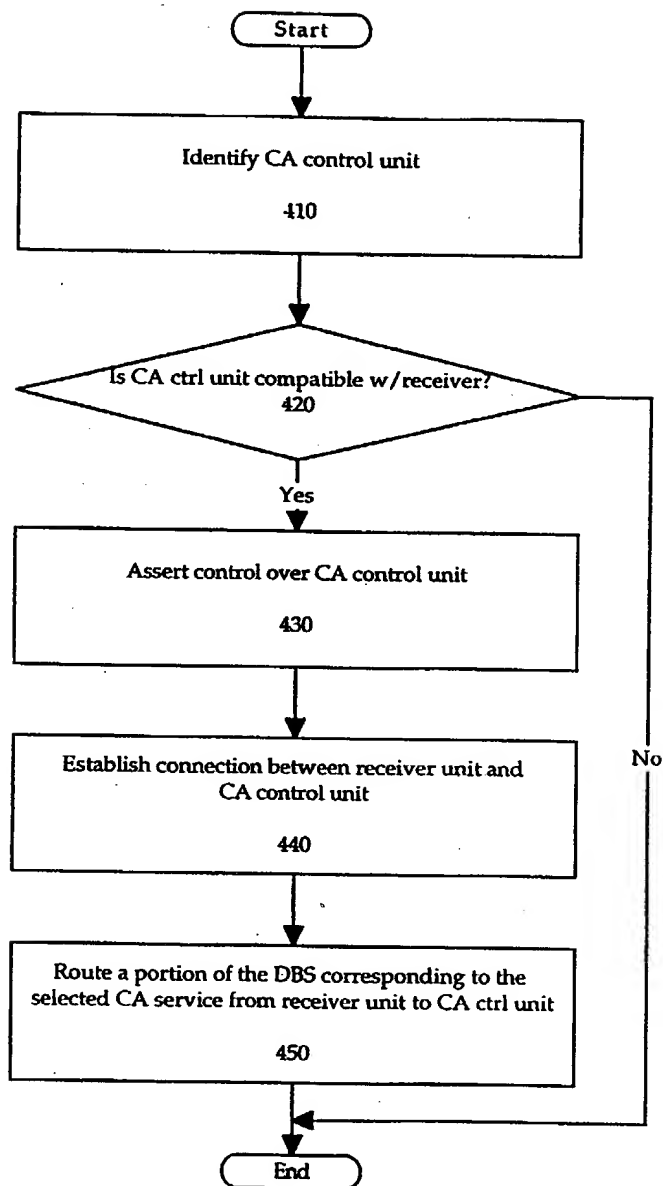 Start
Identify CA control unit
410
Is CA ctrl unit compatible w/receiver?
420
Yes
Assert control over CA control unit
430
Establish connection between receiver unit and
CA control unit
440
No
Route a portion of the DBS corresponding to the
selected CA service from receiver unit to CA ctrl unit
450
End